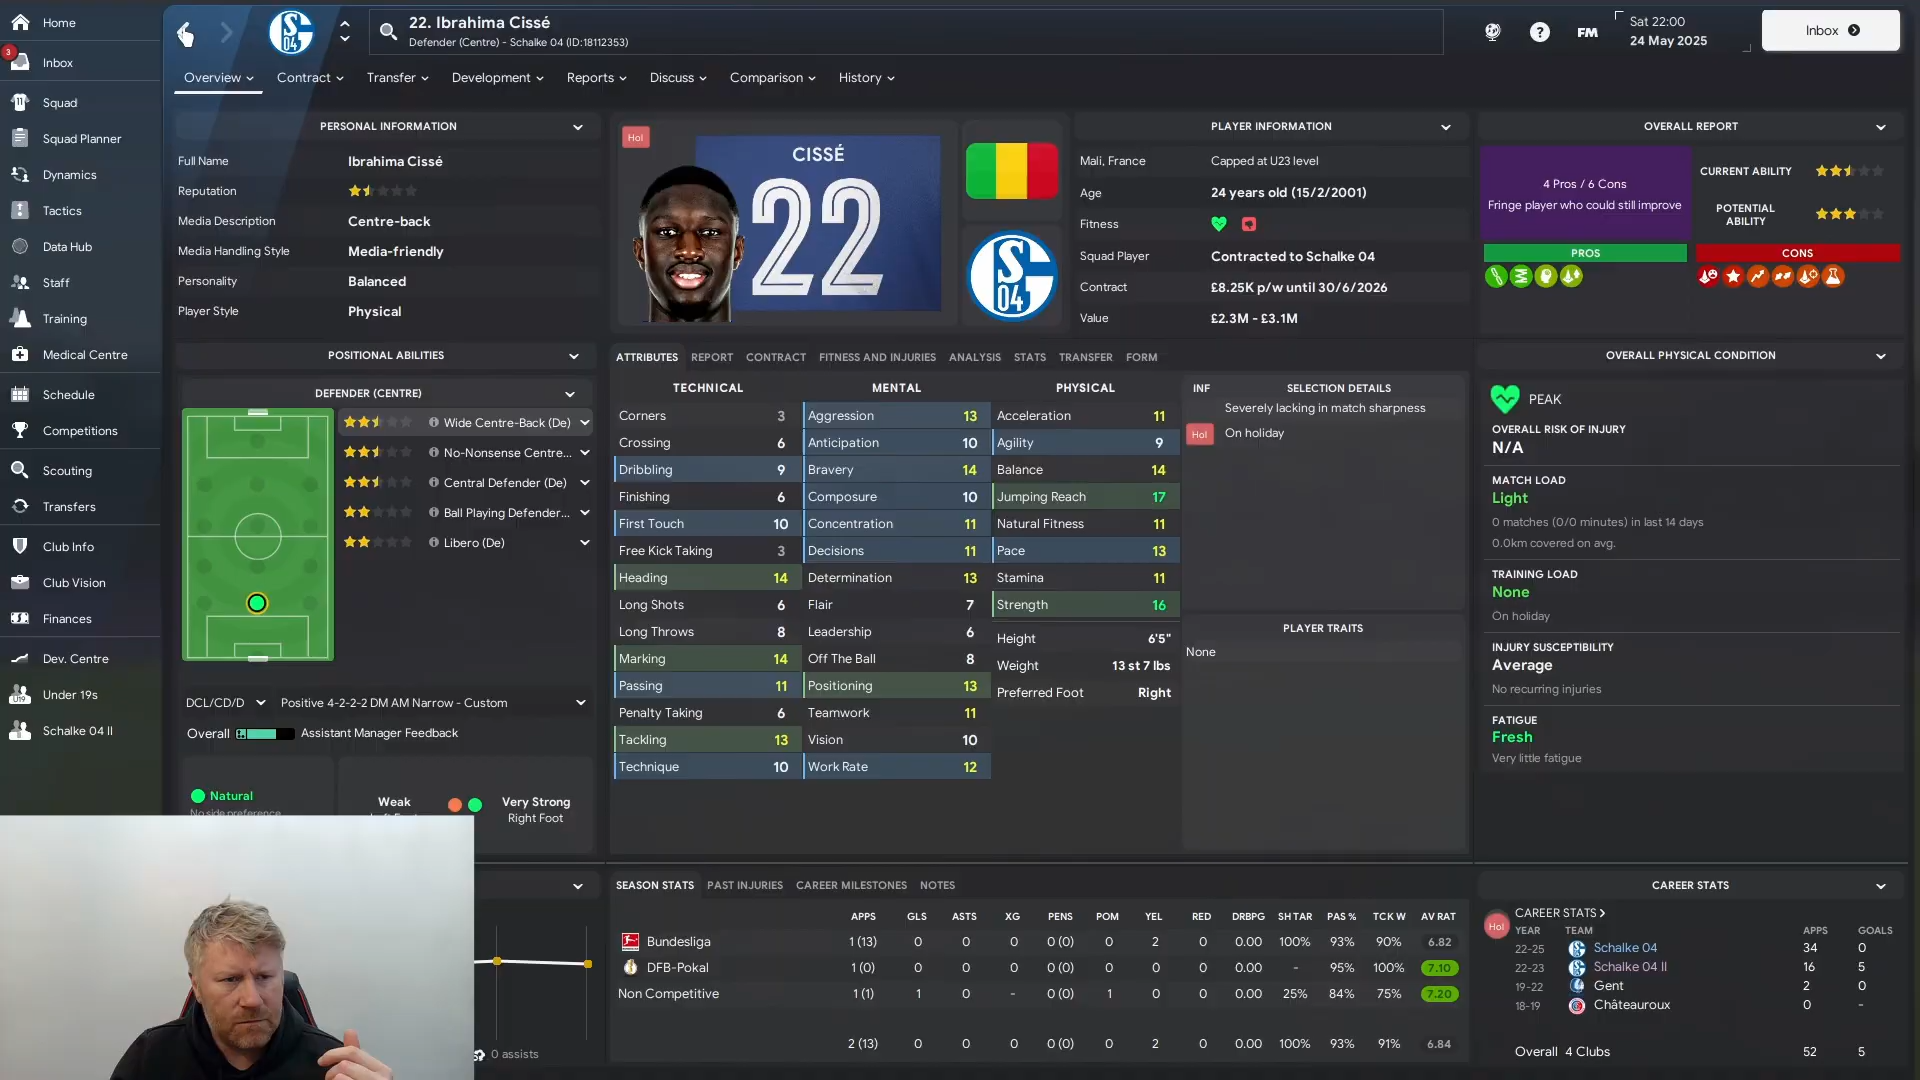 Home
3
Inbox
Squad
Squad Planner
Dynamics
Tactics
Data Hub
Staff
Training
Medical Centre
Schedule
Competitions
Scouting
Transfers
Club Info
Club Vision
Finances
Dev. Centre
Under 19s
Schalke 04 II
22. Ibrahima Cissé
Defender (Centre) - Schalke 04 (ID:18112353)
FM
Sat 22:00
24 May 2025
Inbox
Overview
Contract
Transfer
Development
Reports
Discuss
Comparison
History
PERSONAL INFORMATION
Full Name Ibrahima Cissé
Reputation
Media Description Centre-back
Media Handling Style Media-friendly
Personality Balanced
Player Style Physical
Hol
CISSÉ
22
PLAYER INFORMATION
Mali, France Capped at U23 level
Age 24 years old (15/2/2001)
Fitness
Squad Player Contracted to Schalke 04
Contract £8.25K p/w until 30/6/2026
Value £2.3M - £3.1M
OVERALL REPORT
4 Pros / 6 Cons
Fringe player who could still improve
CURRENT ABILITY
POTENTIAL ABILITY
PROS
CONS
POSITIONAL ABILITIES
DEFENDER (CENTRE)
Wide Centre-Back (De)
No-Nonsense Centre...
Central Defender (De)
Ball Playing Defender...
Libero (De)
DCL/CD/D Positive 4-2-2-2 DM AM Narrow - Custom
Overall Assistant Manager Feedback
Natural
No side preference
Weak
Very Strong
Right Foot
ATTRIBUTES REPORT CONTRACT FITNESS AND INJURIES ANALYSIS STATS TRANSFER FORM
TECHNICAL
Corners 3
Crossing 6
Dribbling 9
Finishing 6
First Touch 10
Free Kick Taking 3
Heading 14
Long Shots 6
Long Throws 8
Marking 14
Passing 11
Penalty Taking 6
Tackling 13
Technique 10
MENTAL
Aggression 13
Anticipation 10
Bravery 14
Composure 10
Concentration 11
Decisions 11
Determination 13
Flair 7
Leadership 6
Off The Ball 8
Positioning 13
Teamwork 11
Vision 10
Work Rate 12
PHYSICAL
Acceleration 11
Agility 9
Balance 14
Jumping Reach 17
Natural Fitness 11
Pace 13
Stamina 11
Strength 16
Height 6'5"
Weight 13 st 7 lbs
Preferred Foot Right
INF SELECTION DETAILS
Severely lacking in match sharpness
Hol On holiday
PLAYER TRAITS
None
OVERALL PHYSICAL CONDITION
PEAK
OVERALL RISK OF INJURY
N/A
MATCH LOAD
Light
0 matches (0/0 minutes) in last 14 days
0.0km covered on avg.
TRAINING LOAD
None
On holiday
INJURY SUSCEPTIBILITY
Average
No recurring injuries
FATIGUE
Fresh
Very little fatigue
0 assists
SEASON STATS PAST INJURIES CAREER MILESTONES NOTES
APPS GLS ASTS XG PENS POM YEL RED DRBPG SH TAR PAS % TCK W AV RAT
Bundesliga 1 (13) 0 0 0 0 (0) 0 2 0 0.00 100% 93% 90% 6.82
DFB-Pokal 1 (0) 0 0 0 0 (0) 0 0 0 0.00 - 95% 100% 7.10
Non Competitive 1 (1) 1 0 - 0 (0) 1 0 0 0.00 25% 84% 75% 7.20
2 (13) 0 0 0 0 (0) 0 2 0 0.00 100% 93% 91% 6.84
CAREER STATS
Hol
CAREER STATS
YEAR TEAM APPS GOALS
22-25 Schalke 04 34 0
22-23 Schalke 04 II 16 5
19-22 Gent 2 0
18-19 Châteauroux 0 -
Overall 4 Clubs 52 5